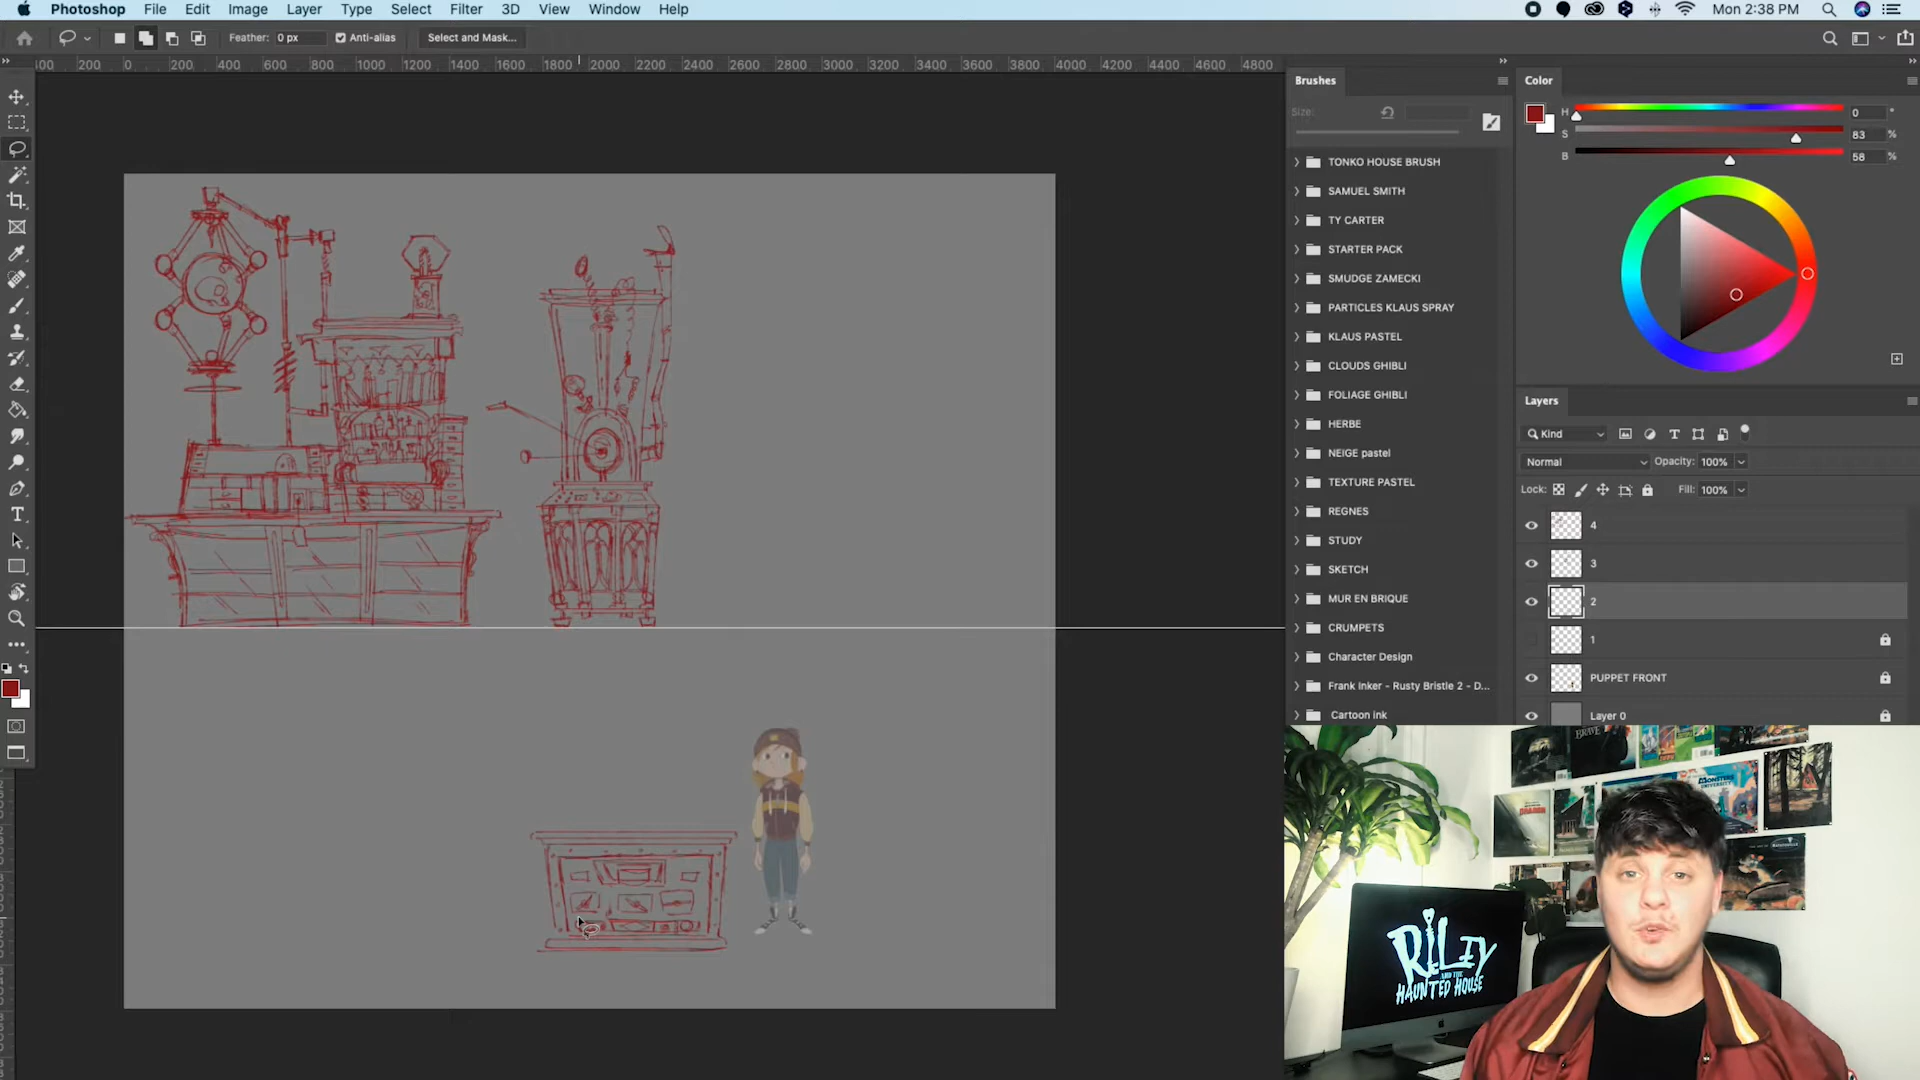 Photoshop File Edit Image Layer Type Select Filter 3D View Window Help Mon 2:38 PM
Feather: 0 px Anti-alias Select and Mask...
200 0 200 400 600 800 1000 1200 1400 1600 1800 2000 2200 2400 2600 2800 3000 3200 3400 3600 3800 4000 4200 4400 4600 4800
Brushes
Size:
TONKO HOUSE BRUSH
SAMUEL SMITH
TY CARTER
STARTER PACK
SMUDGE ZAMECKI
PARTICLES KLAUS SPRAY
KLAUS PASTEL
CLOUDS GHIBLI
FOLIAGE GHIBLI
HERBE
NEIGE pastel
TEXTURE PASTEL
REGNES
STUDY
SKETCH
MUR EN BRIQUE
CRUMPETS
Character Design
Frank Inker - Rusty Bristle 2 - D...
Cartoon ink
Color
H 0 °
S 83 %
B 58 %
Layers
Kind
Normal Opacity: 100%
Lock: Fill: 100%
4
3
2
1
PUPPET FRONT
Layer 0
BRAVE
MONSTERS
UNIVERSITY
RILEY
AND THE
HAUNTED HOUSE